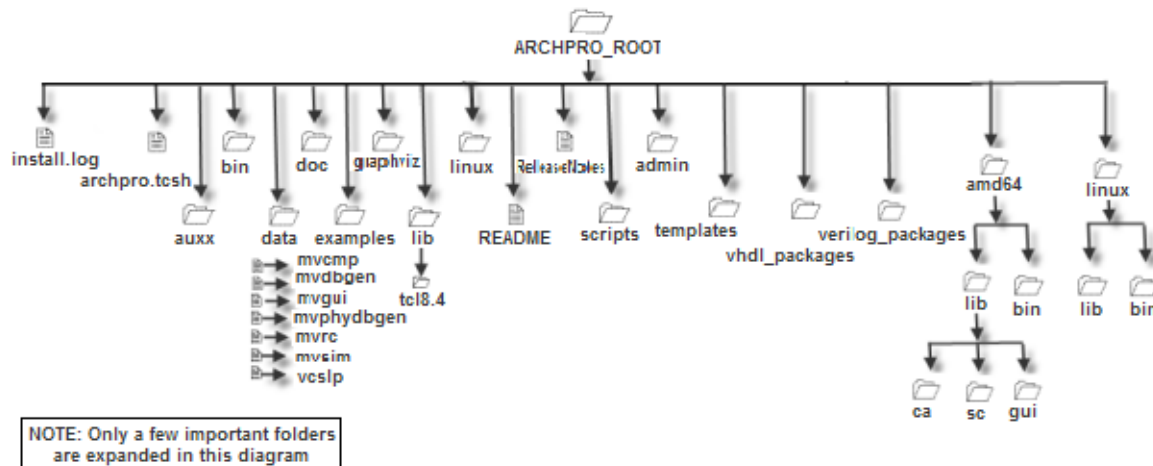 ARCHPRO_ROOT
install.log
archpro.tcsh
bin
doc
graphviz
linux
ReleaseNotes
admin
amd64
linux
auxx
data
examples
lib
README
scripts
templates
vhdl_packages
verilog_packages
mvcmp
mvdbgen
mvgui
mvphydbgen
mvrc
mvsim
vcslp
tcl8.4
lib
bin
lib
bin
ca
sc
gui
NOTE: Only a few important folders
are expanded in this diagram